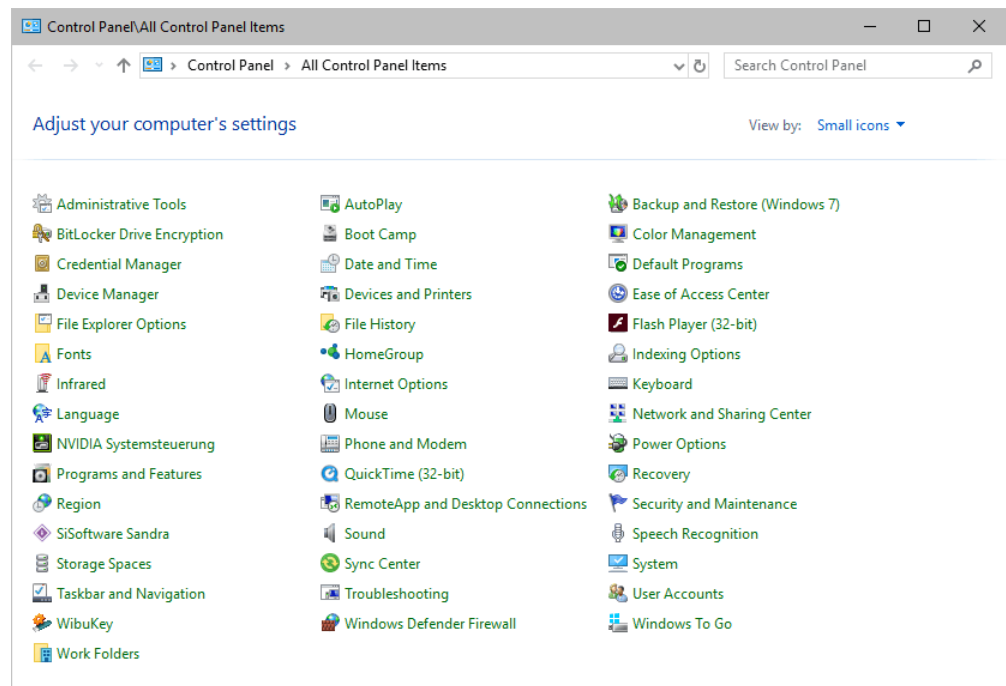 Control Panel\All Control Panel Items
Control Panel > All Control Panel Items
Search Control Panel
Adjust your computer's settings
View by: Small icons
Administrative Tools AutoPlay Backup and Restore (Windows 7)
BitLocker Drive Encryption Boot Camp Color Management
Credential Manager Date and Time Default Programs
Device Manager Devices and Printers Ease of Access Center
File Explorer Options File History Flash Player (32-bit)
Fonts HomeGroup Indexing Options
Infrared Internet Options Keyboard
Language Mouse Network and Sharing Center
NVIDIA Systemsteuerung Phone and Modem Power Options
Programs and Features QuickTime (32-bit) Recovery
Region RemoteApp and Desktop Connections Security and Maintenance
SiSoftware Sandra Sound Speech Recognition
Storage Spaces Sync Center System
Taskbar and Navigation Troubleshooting User Accounts
WibuKey Windows Defender Firewall Windows To Go
Work Folders